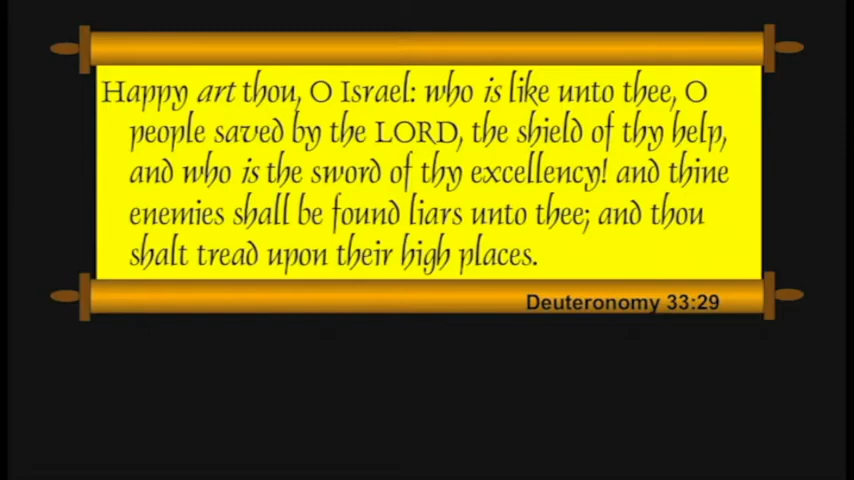 Happy art thou, O Israel: who is like unto thee, O
people saved by the LORD, the shield of thy help,
and who is the sword of thy excellency! and thine
enemies shall be found liars unto thee; and thou
shalt tread upon their high places.
Deuteronomy 33:29